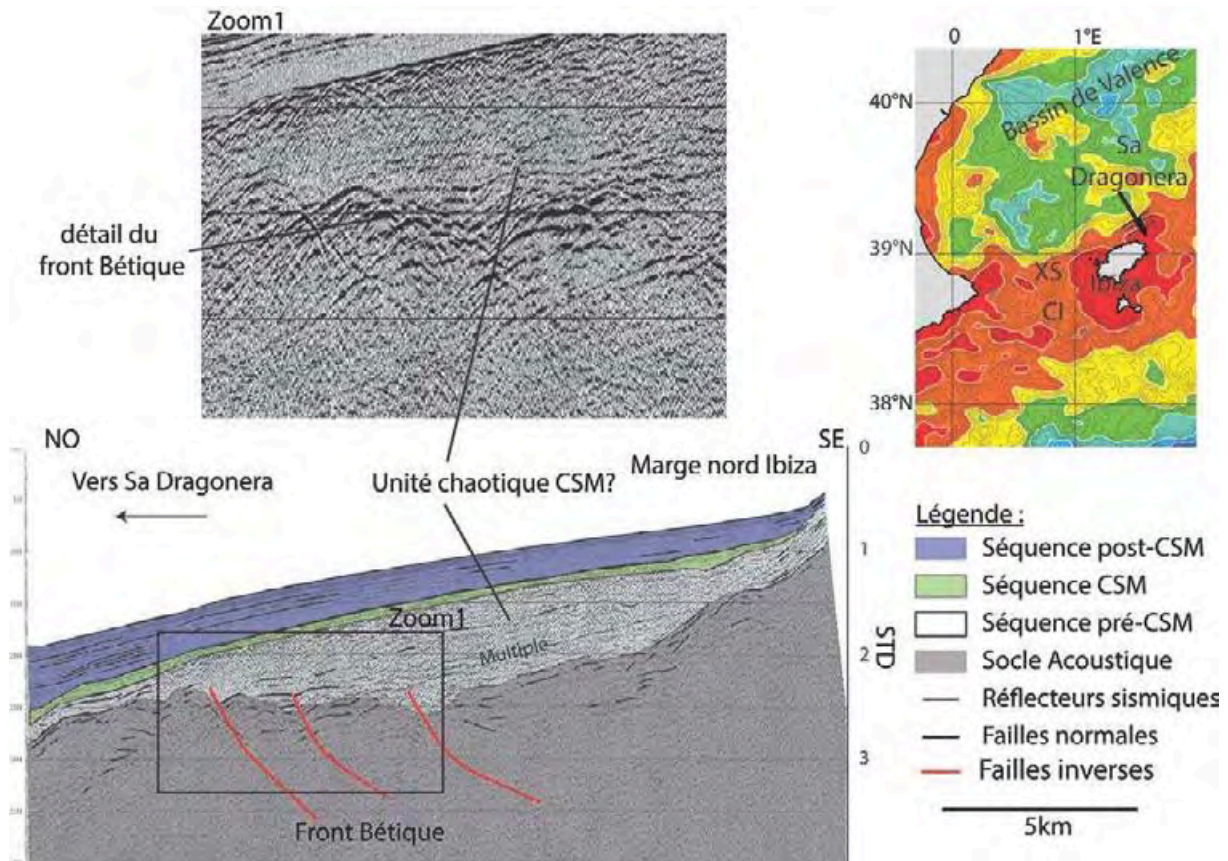 Zoom1
détail du
front Bétique
0
1°E
40°N
Bassin de Valence
Sa
Dragonera
39°N
XS
Ibiza
CI
38°N
NO
SE
0
Vers Sa Dragonera
Unité chaotique CSM?
Marge nord Ibiza
1
Zoom1
Multiple
2
STD
3
Front Bétique
Légende :
Séquence post-CSM
Séquence CSM
Séquence pré-CSM
Socle Acoustique
Réflecteurs sismiques
Failles normales
Failles inverses
5km